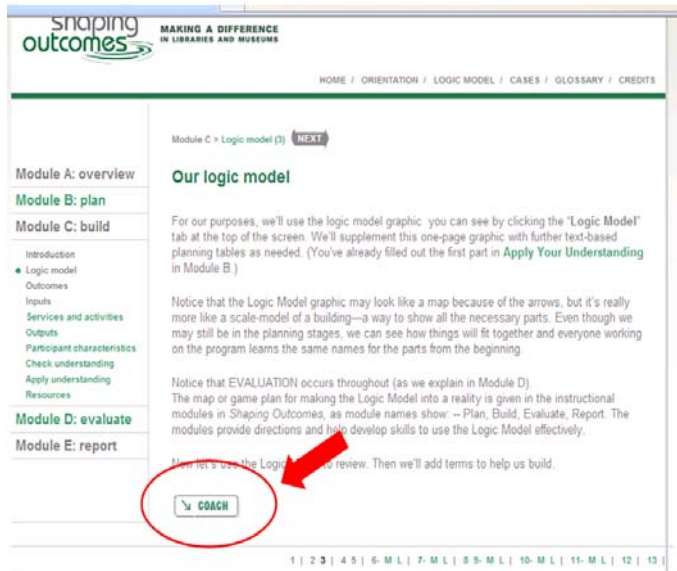 shaping
outcomes
MAKING A DIFFERENCE
IN LIBRARIES AND MUSEUMS
HOME / ORIENTATION / LOGIC MODEL / CASES / GLOSSARY / CREDITS
Module C > Logic model (3) NEXT
Module A: overview
Module B: plan
Module C: build
Introduction
Logic model
Outcomes
Inputs
Services and activities
Outputs
Participant characteristics
Check understanding
Apply understanding
Resources
Module D: evaluate
Module E: report
Our logic model
For our purposes, we'll use the logic model graphic you can see by clicking the "Logic Model"
tab at the top of the screen. We'll supplement this one-page graphic with further text-based
planning tables as needed. (You've already filled out the first part in Apply Your Understanding
in Module B.)
Notice that the Logic Model graphic may look like a map because of the arrows, but it's really
more like a scale-model of a building—a way to show all the necessary parts. Even though we
may still be in the planning stages, we can see how things will fit together and everyone working
on the program learns the same names for the parts from the beginning.
Notice that EVALUATION occurs throughout (as we explain in Module D).
The map or game plan for making the Logic Model into a reality is given in the instructional
modules in Shaping Outcomes, as module names show: -- Plan, Build, Evaluate, Report. The
modules provide directions and help develop skills to use the Logic Model effectively.
Now let's use the Logic to review. Then we'll add terms to help us build.
COACH
1 | 2 3 | 4 5 | 6- M L | 7- M L | 8 9- M L | 10- M L | 11- M L | 12 | 13 |